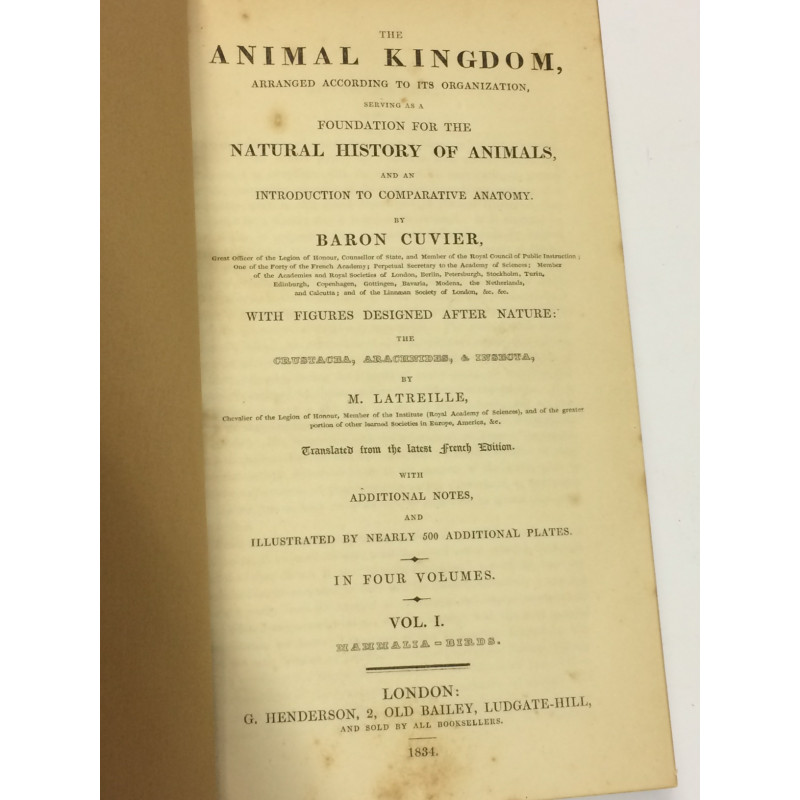 THE
ANIMAL KINGDOM,
ARRANGED ACCORDING TO ITS ORGANIZATION,
SERVING AS A
FOUNDATION FOR THE
NATURAL HISTORY OF ANIMALS,
AND AN
INTRODUCTION TO COMPARATIVE ANATOMY.
BY
BARON CUVIER,
Great Officer of the Legion of Honour, Counsellor of State, and Member of the Royal Council of Public Instruction;
One of the Forty of the French Academy; Perpetual Secretary to the Academy of Sciences; Member
of the Academies and Royal Societies of London, Berlin, Petersburgh, Stockholm, Turin,
Edinburgh, Copenhagen, Gottingen, Bavaria, Modena, the Netherlands,
and Calcutta; and of the Linnæan Society of London, &c. &c.
WITH FIGURES DESIGNED AFTER NATURE:
THE
CRUSTACEA, ARACHNIDES, & INSECTA,
BY
M. LATREILLE,
Chevalier of the Legion of Honour, Member of the Institute (Royal Academy of Sciences), and of the greater
portion of other learned Societies in Europe, America, &c.
Translated from the latest French Edition.
WITH
ADDITIONAL NOTES,
AND
ILLUSTRATED BY NEARLY 500 ADDITIONAL PLATES.
IN FOUR VOLUMES.
VOL. I.
MAMMALIA-BIRDS.
LONDON:
G. HENDERSON, 2, OLD BAILEY, LUDGATE-HILL,
AND SOLD BY ALL BOOKSELLERS.
1834.